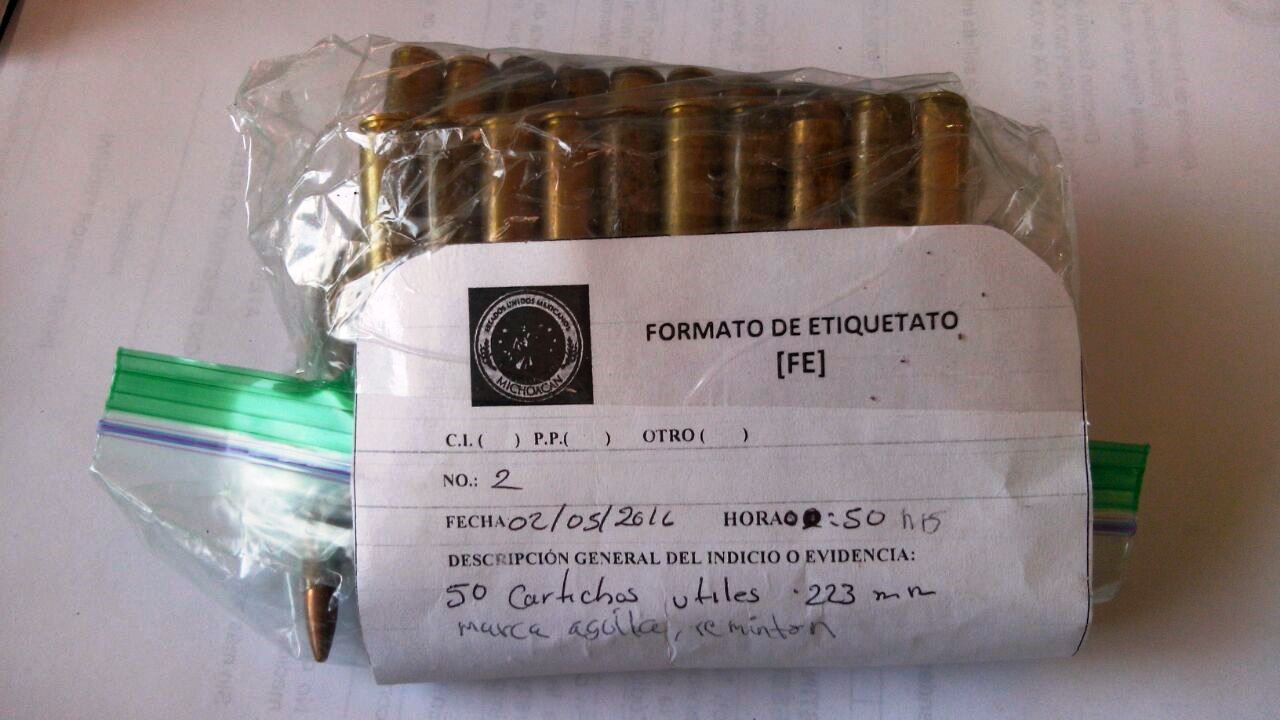 ESTADOS UNIDOS MEXICANOS
MICHOACAN
FORMATO DE ETIQUETATO
[FE]
C.I. ( ) P.P.( ) OTRO ( )
NO.: 2
FECHA 02/05/2016 HORA :50 hrs
DESCRIPCIÓN GENERAL DEL INDICIO O EVIDENCIA:
50 Cartichos utiles .223 mm
marca aguila, reminton